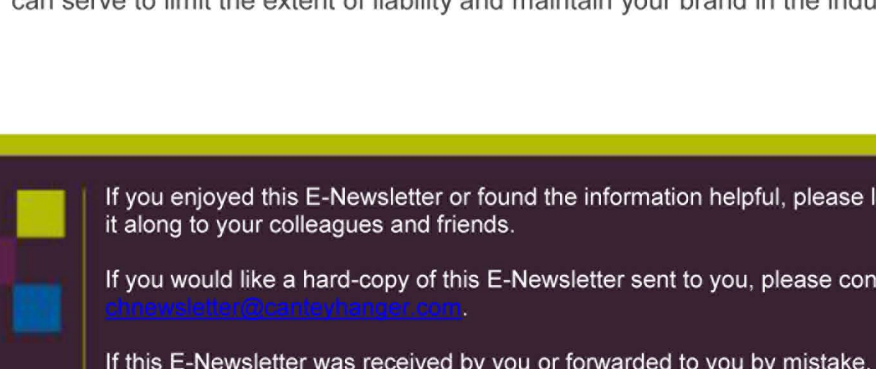 can serve to limit the extent of liability and maintain your brand in the indu
If you enjoyed this E-Newsletter or found the information helpful, please l
it along to your colleagues and friends.
If you would like a hard-copy of this E-Newsletter sent to you, please con
chnewsletter@canteyhanger.com.
If this E-Newsletter was received by you or forwarded to you by mistake,